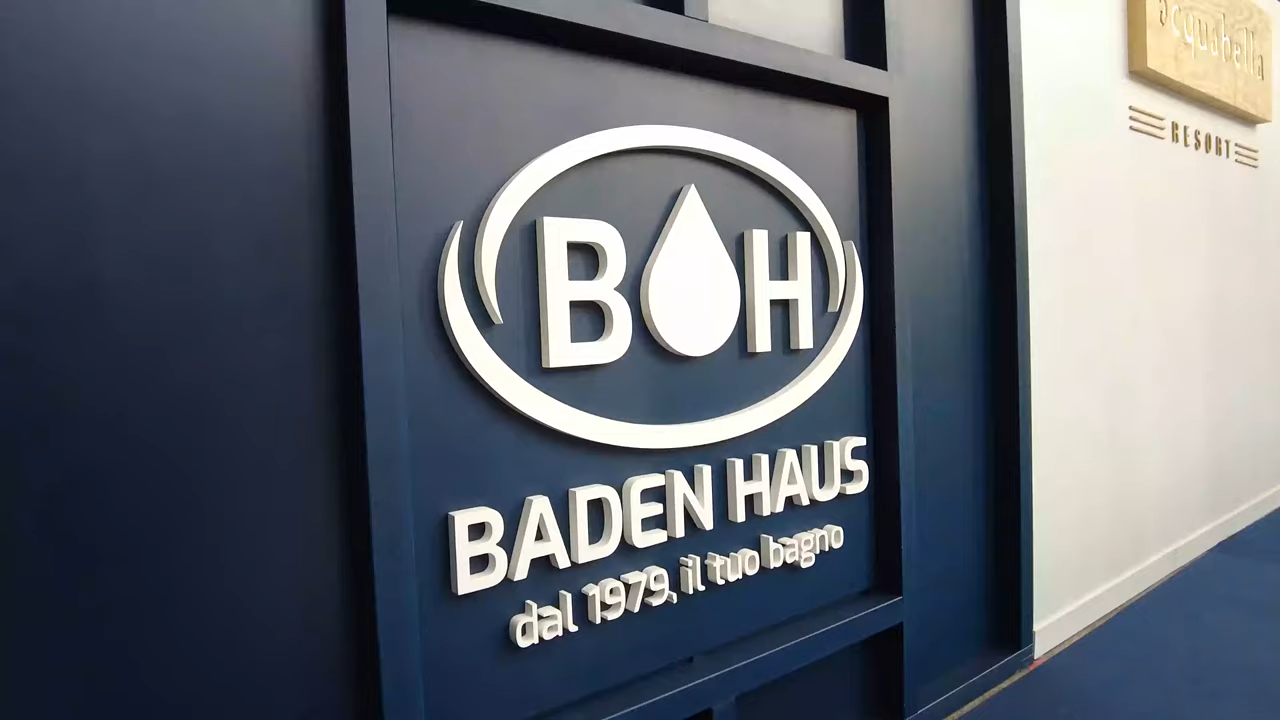 B H
BADEN HAUS
dal 1979, il tuo bagno
acquabella
RESORT